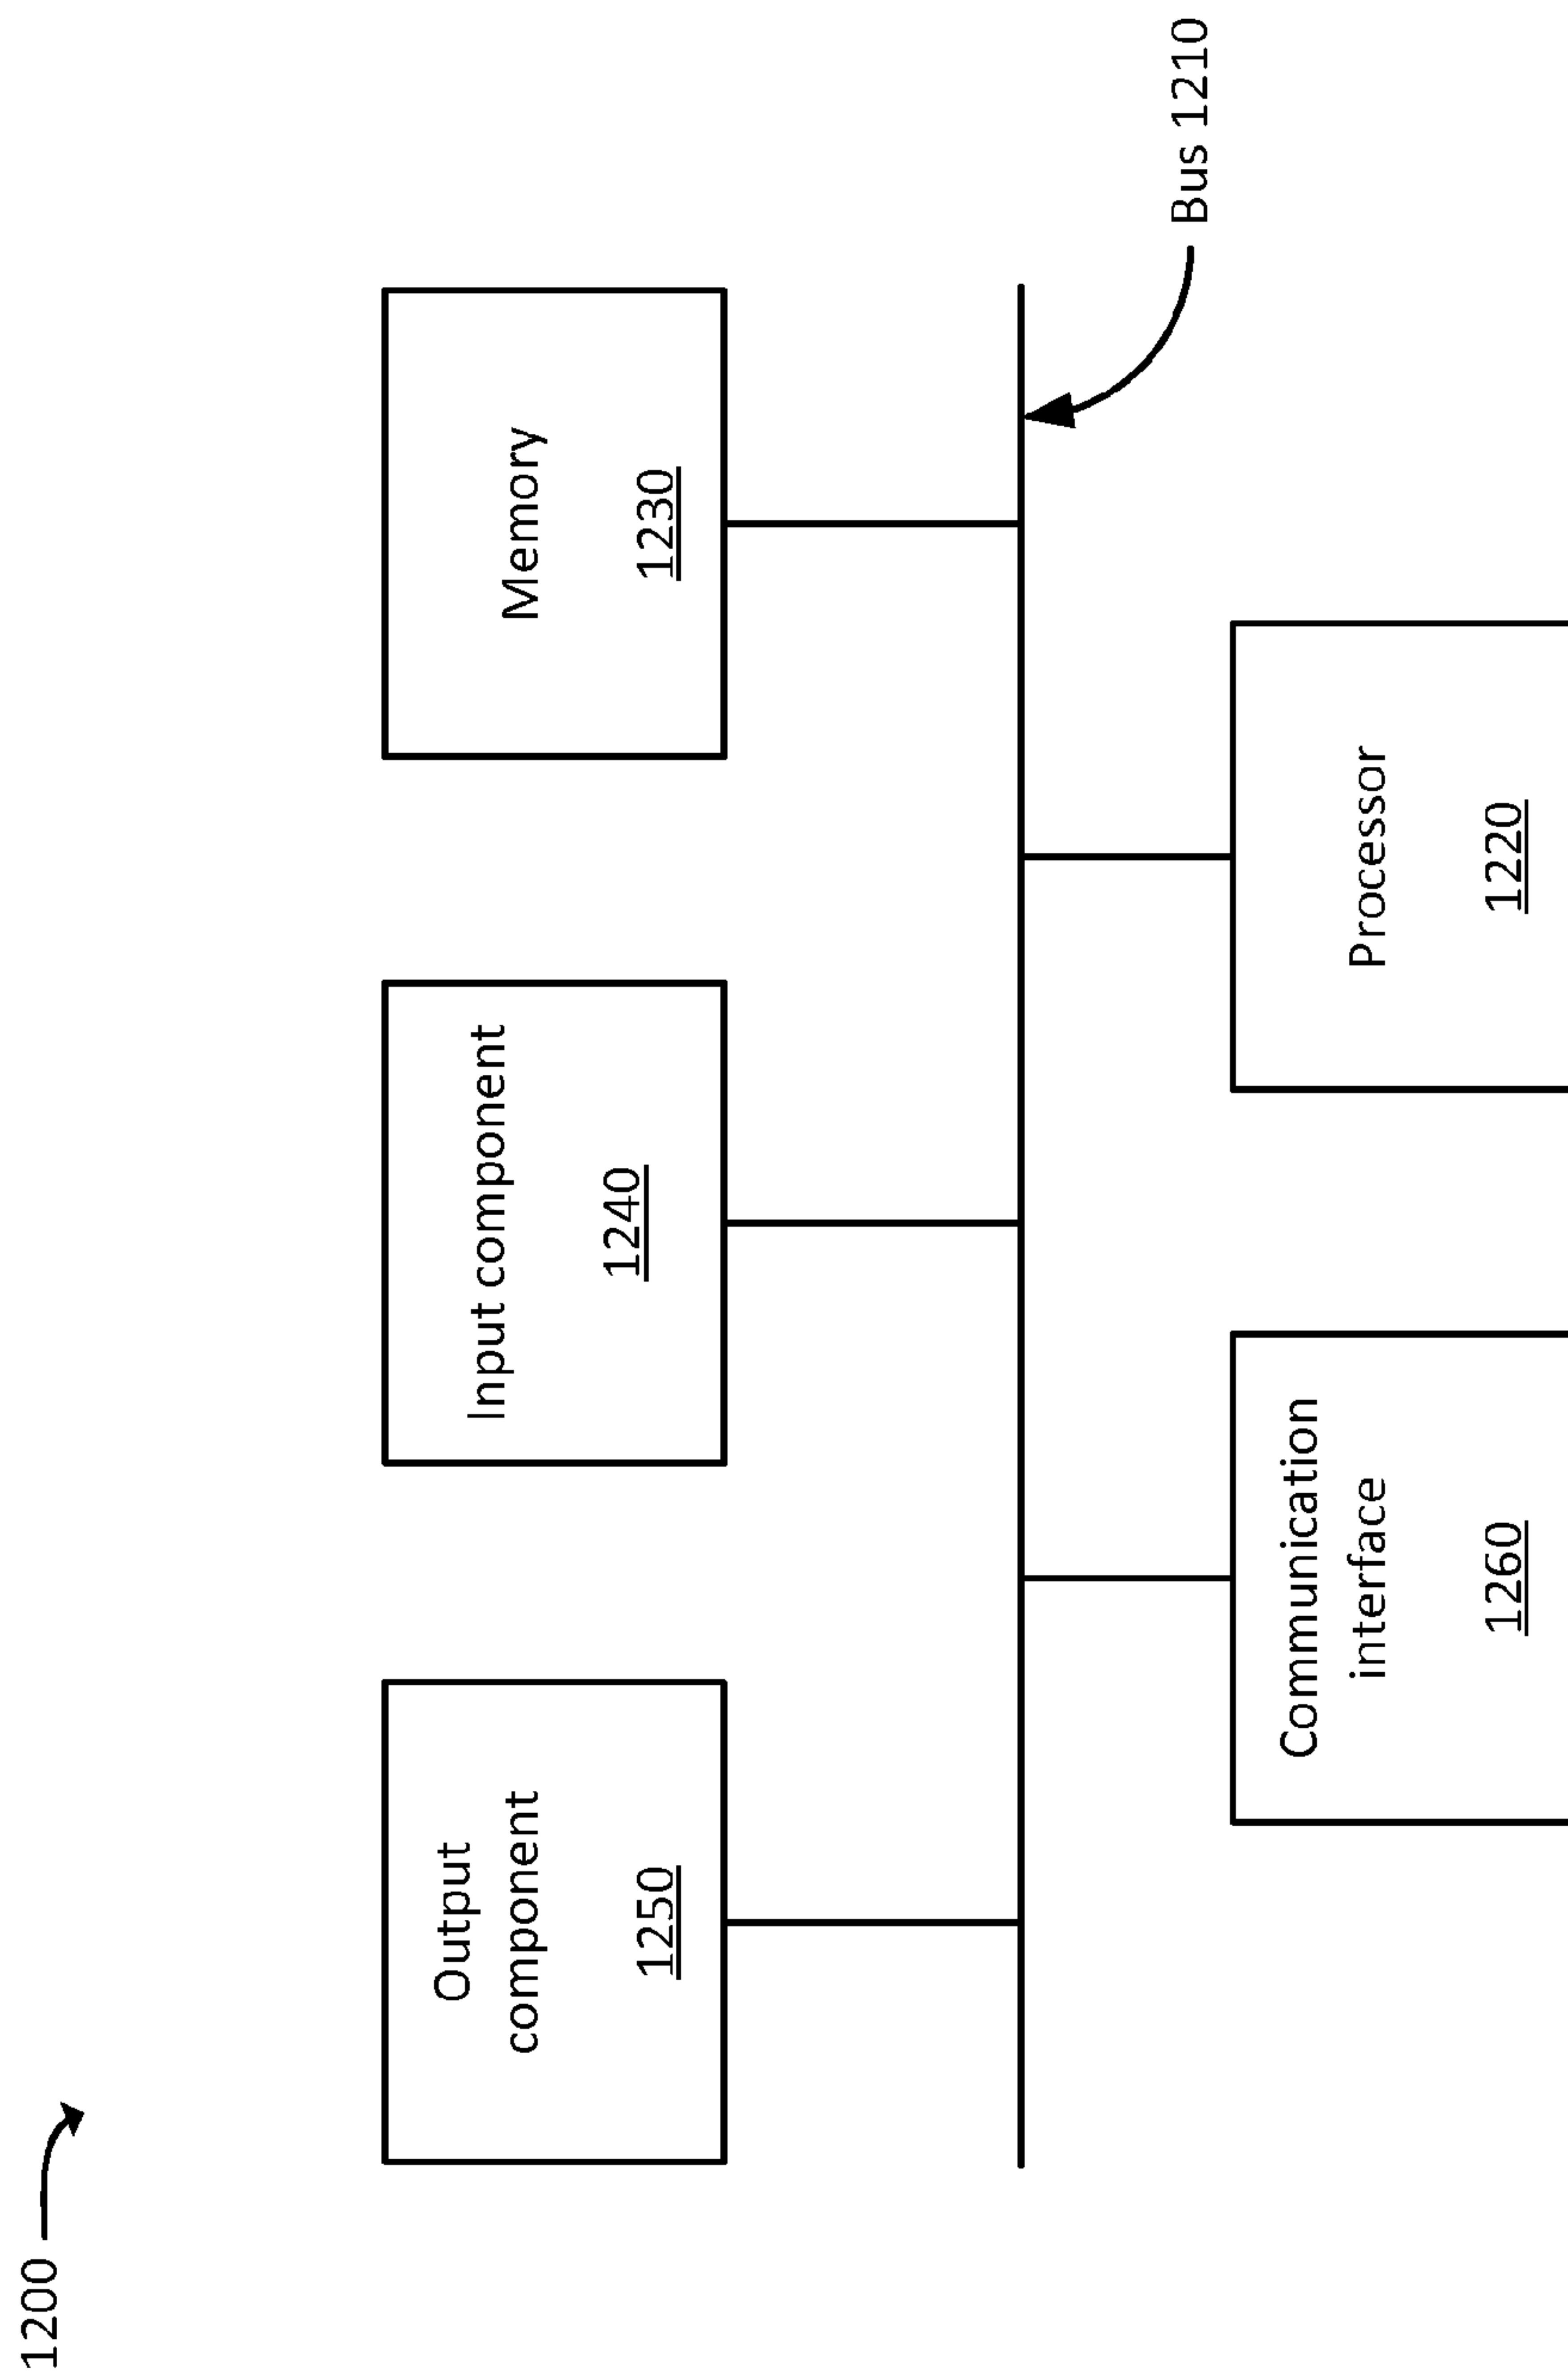 1200
Output
component
1250
Input component
1240
Memory
1230
Bus 1210
Communication
interface
1260
Processor
1220